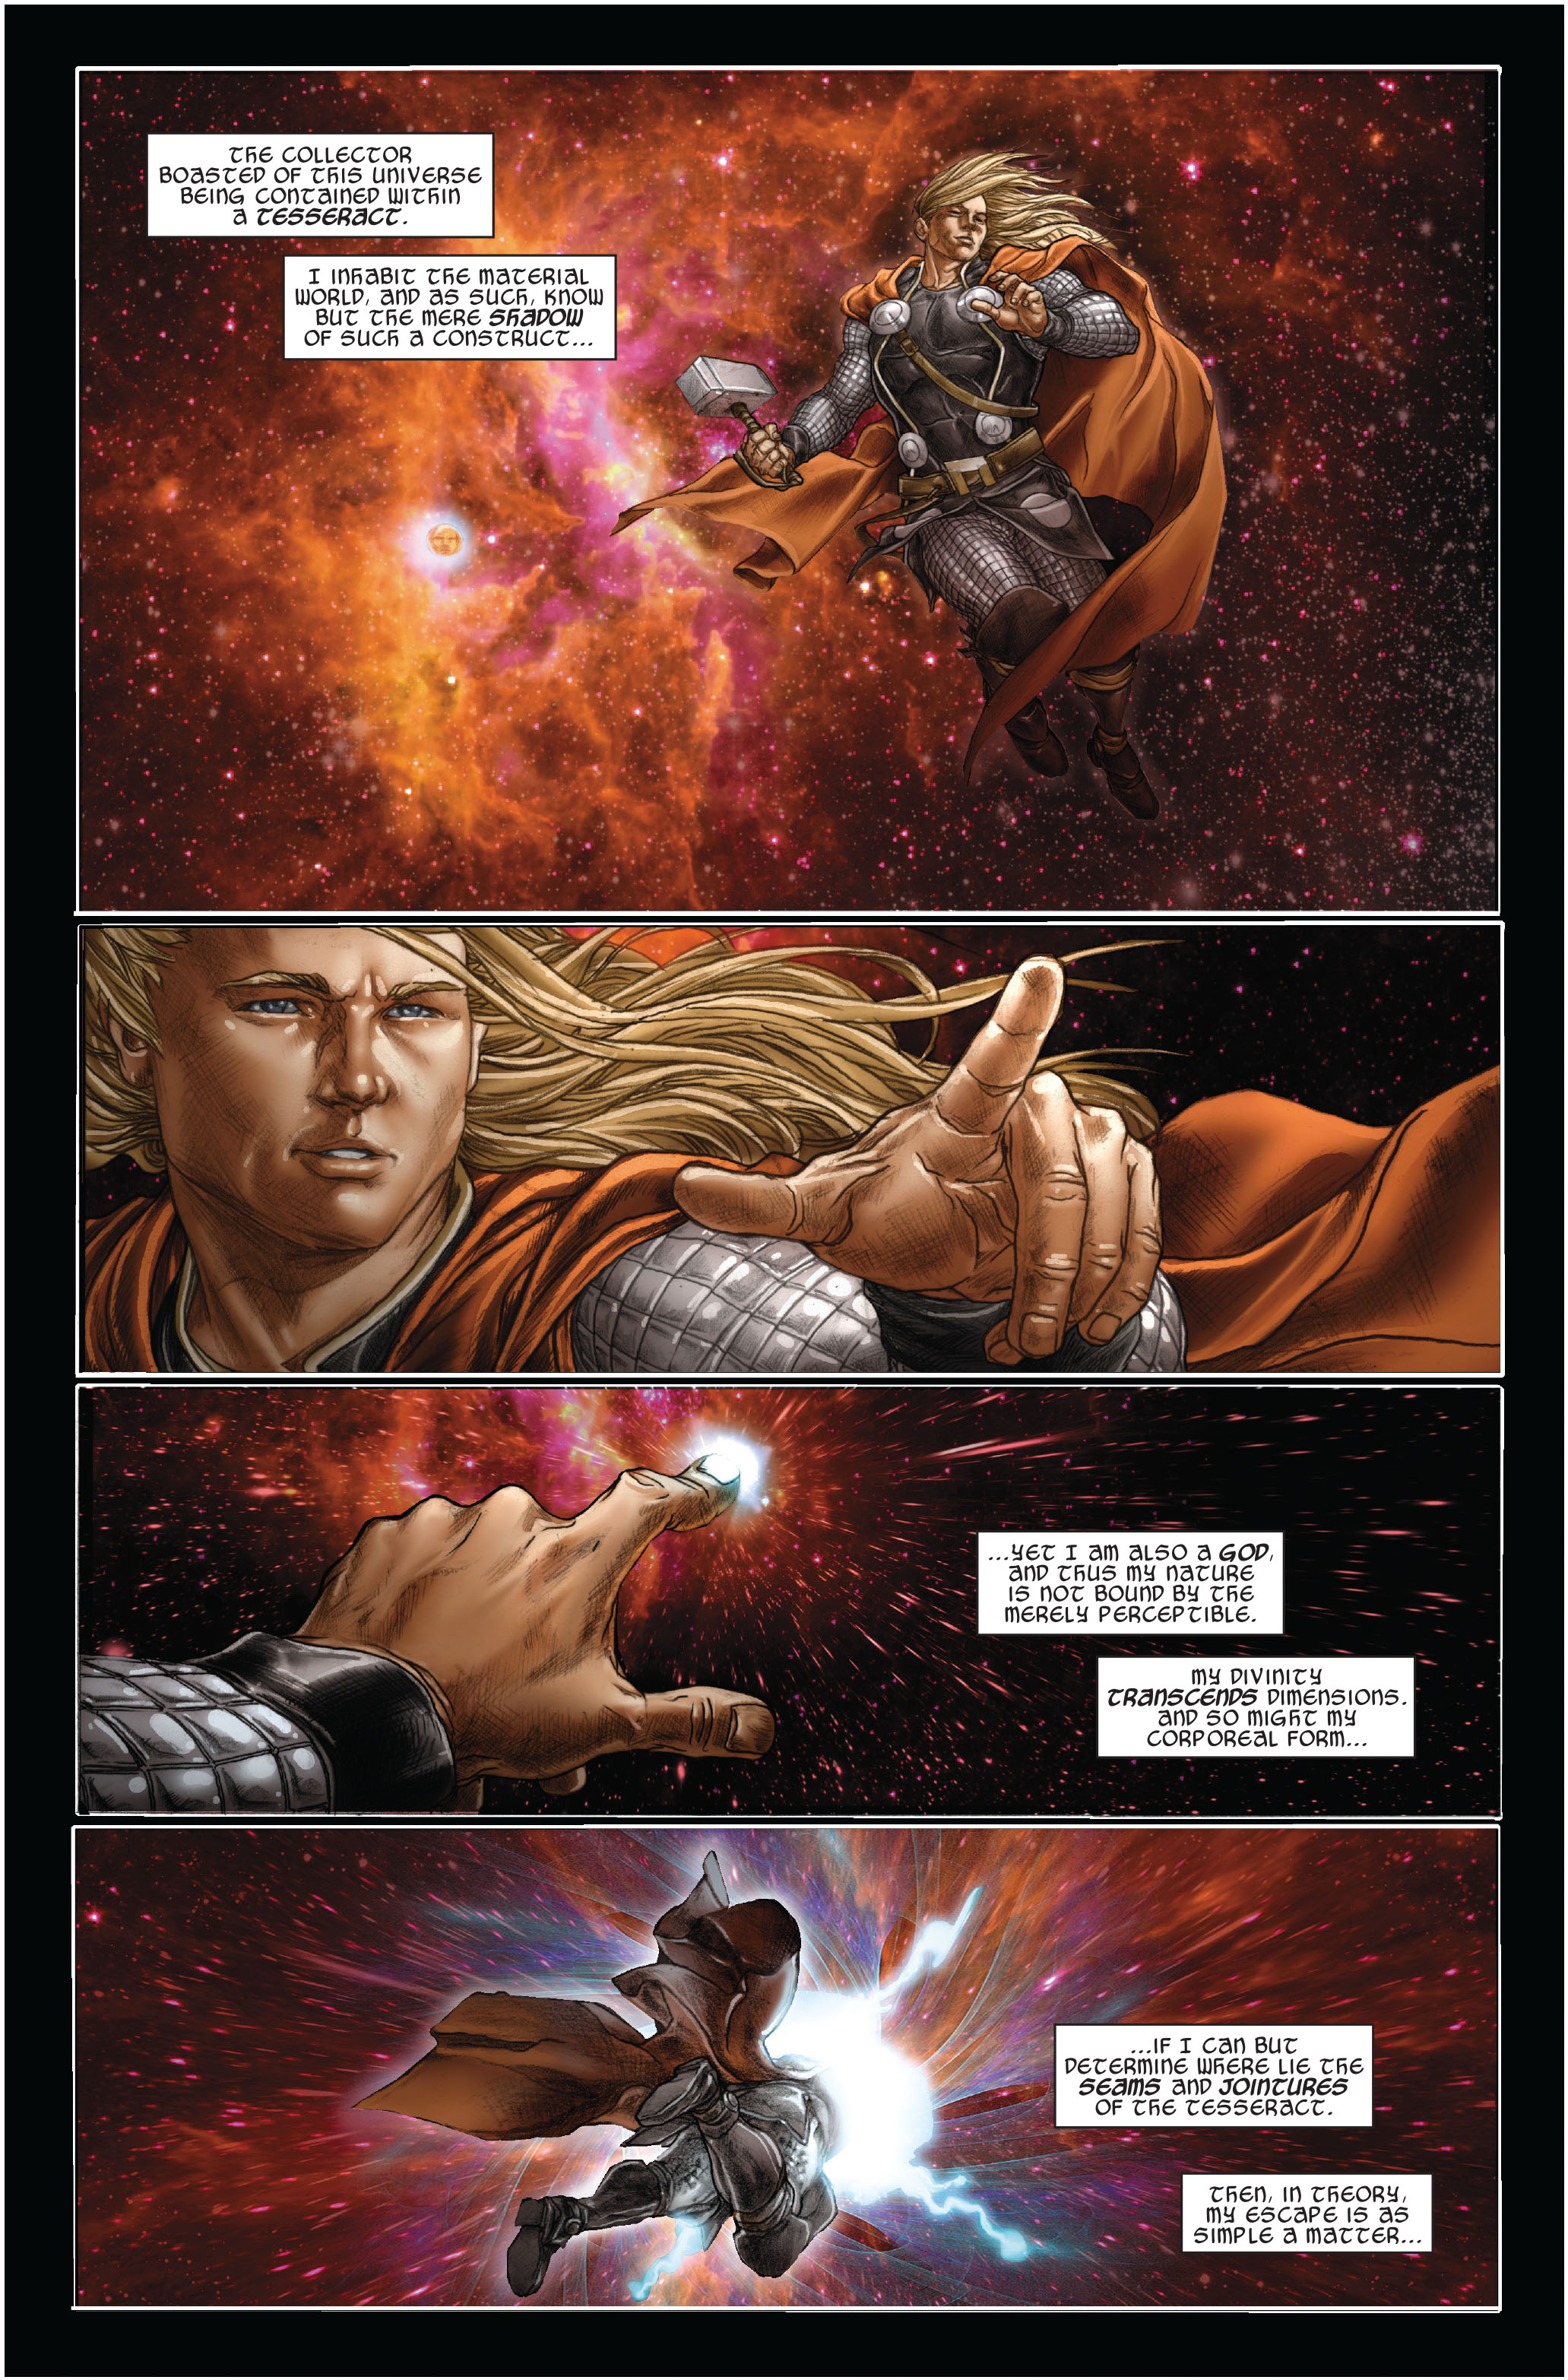 THE COLLECTOR
BOASTED OF THIS UNIVERSE
BEING CONTAINED WITHIN
A TESSERACT.
I INHABIT THE MATERIAL
WORLD, AND AS SUCH, KNOW
BUT THE MERE SHADOW
OF SUCH A CONSTRUCT...
...YET I AM ALSO A GOD,
AND THUS MY NATURE
IS NOT BOUND BY THE
MERELY PERCEPTIBLE.
MY DIVINITY
TRANSCENDS DIMENSIONS.
AND SO MIGHT MY
CORPOREAL FORM...
...IF I CAN BUT
DETERMINE WHERE LIE THE
SEAMS AND JOINTURES
OF THE TESSERACT.
THEN, IN THEORY,
MY ESCAPE IS AS
SIMPLE A MATTER...